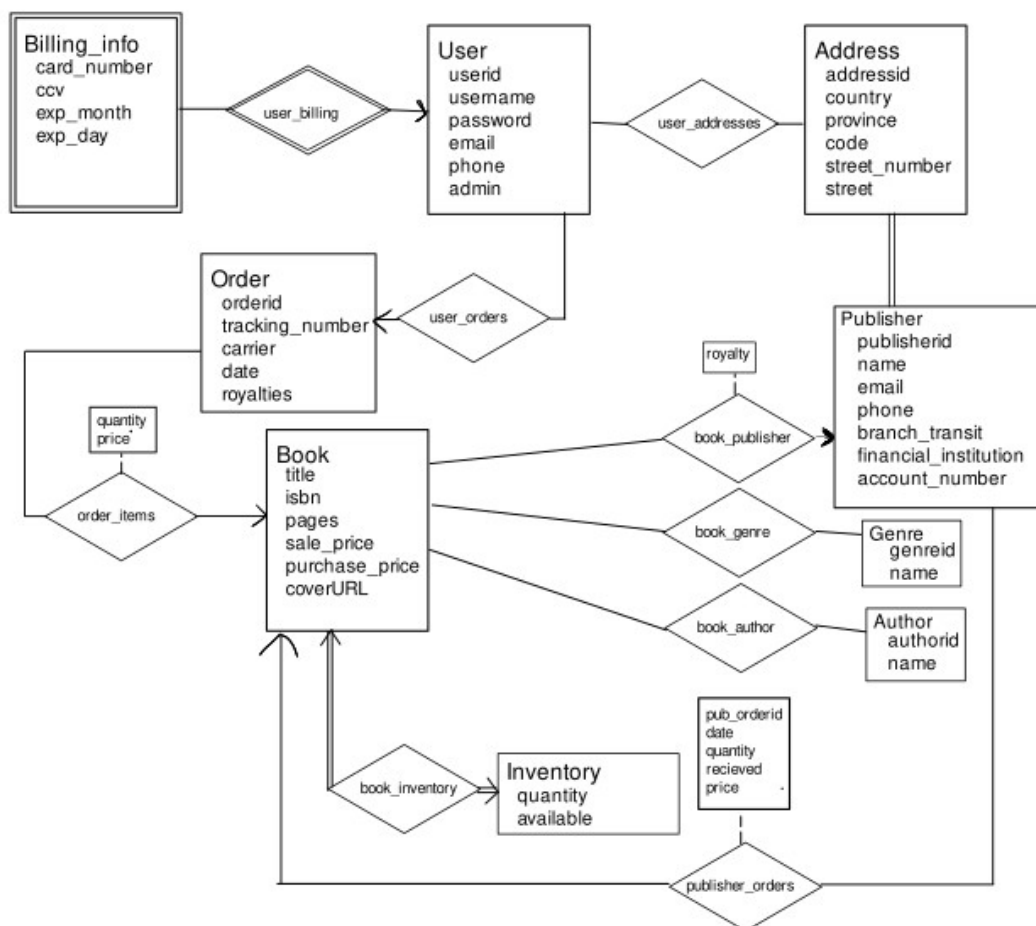 Billing_info
card_number
ccv
exp_month
exp_day
user_billing
User
userid
username
password
email
phone
admin
user_addresses
Address
addressid
country
province
code
street_number
street
Order
orderid
tracking_number
carrier
date
royalties
user_orders
Publisher
publisherid
name
email
phone
branch_transit
financial_institution
account_number
royalty
book_publisher
quantity
price
order_items
Book
title
isbn
pages
sale_price
purchase_price
coverURL
book_genre
Genre
genreid
name
book_author
Author
authorid
name
pub_orderid
date
quantity
recieved
price
book_inventory
Inventory
quantity
available
publisher_orders